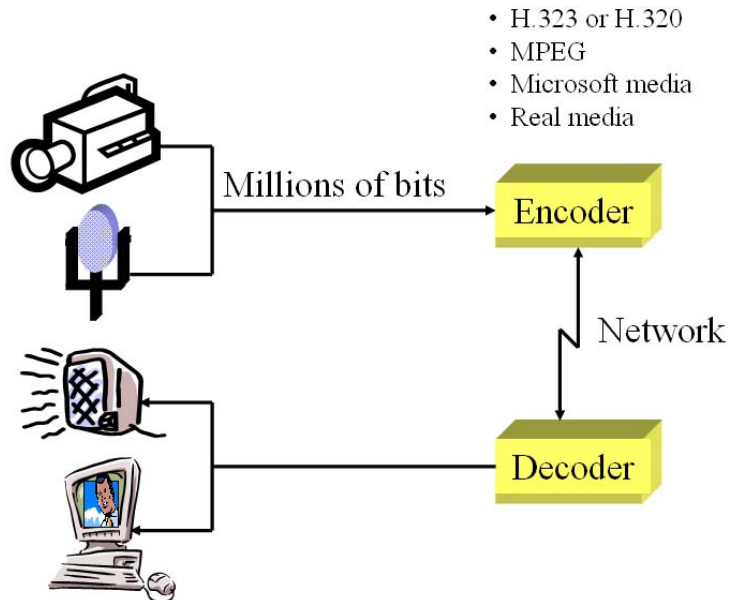 • H.323 or H.320
• MPEG
• Microsoft media
• Real media
Millions of bits
Encoder
Network
Decoder